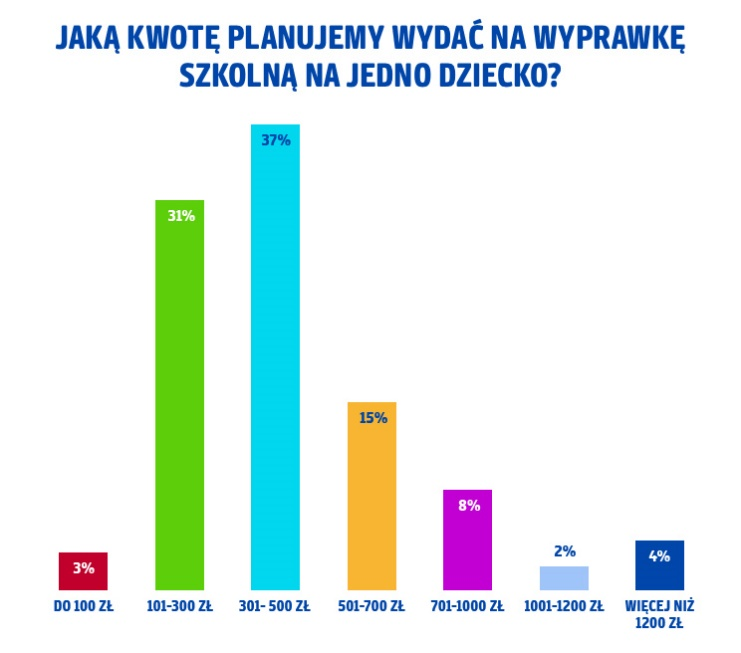 JAKĄ KWOTĘ PLANUJEMY WYDAĆ NA WYPRAWKĘ
SZKOLNĄ NA JEDNO DZIECKO?
37%
31%
15%
8%
2%
4%
3%
DO 100 ZŁ
101-300 ZŁ
301- 500 ZŁ
501-700 ZŁ
701-1000 ZŁ
1001-1200 ZŁ
WIĘCEJ NIŻ
1200 ZŁ